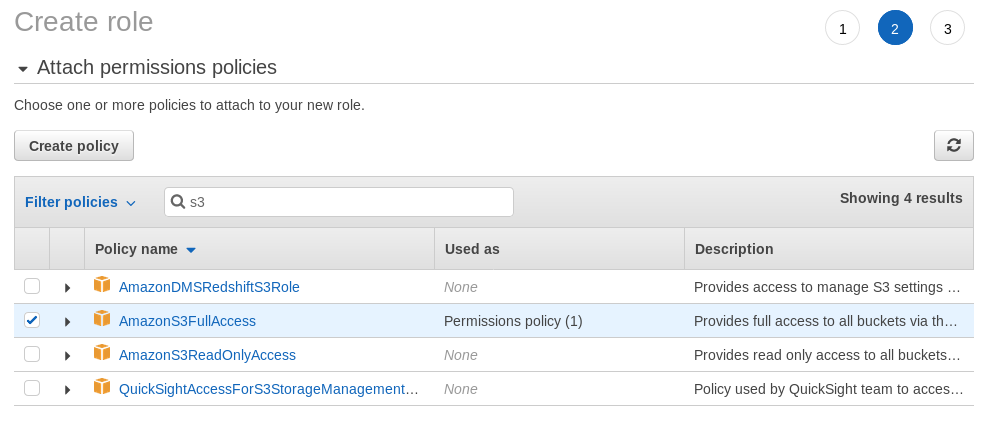 Create role
1 2 3
Attach permissions policies
Choose one or more policies to attach to your new role.
Create policy
Filter policies s3 Showing 4 results
Policy name Used as Description
AmazonDMSRedshiftS3Role None Provides access to manage S3 settings …
AmazonS3FullAccess Permissions policy (1) Provides full access to all buckets via th…
AmazonS3ReadOnlyAccess None Provides read only access to all buckets…
QuickSightAccessForS3StorageManagement… None Policy used by QuickSight team to acces…